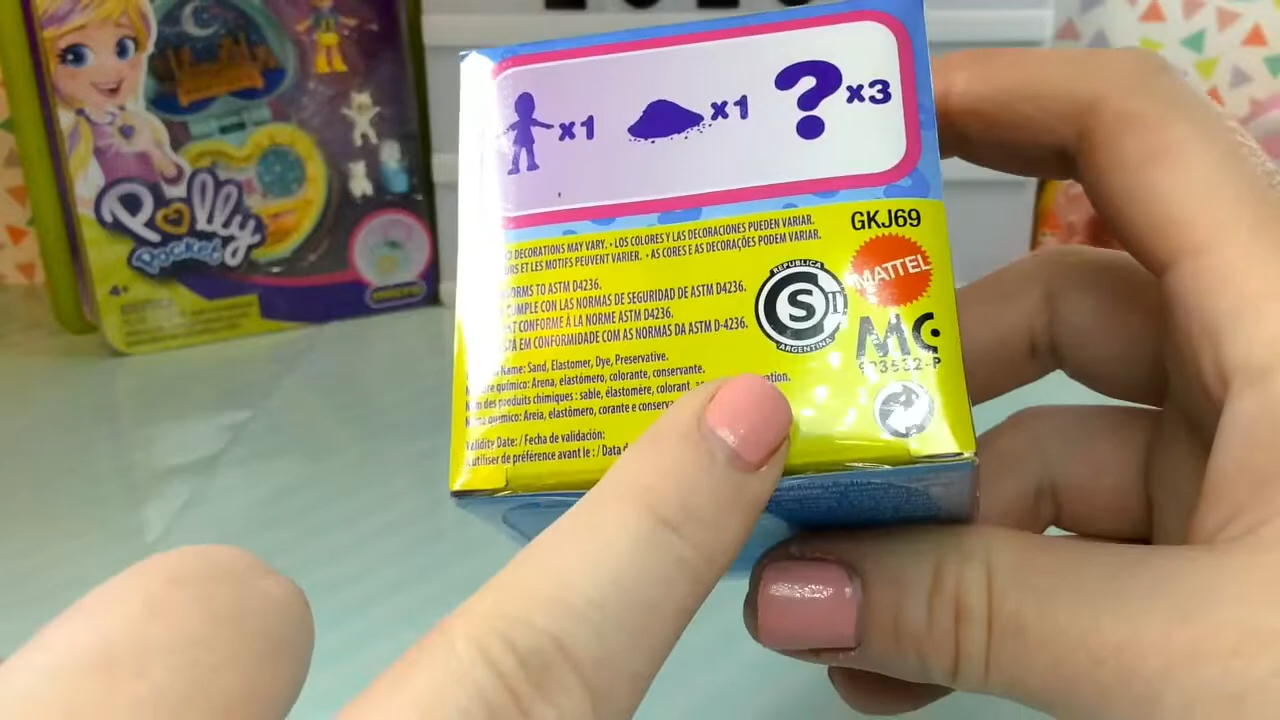 Polly
Pocket
4+
x1
x1
?x3
GKJ69
DECORATIONS MAY VARY. • LOS COLORES Y LAS DECORACIONES PUEDEN VARIAR.
ET LES MOTIFS PEUVENT VARIER. • AS CORES E AS DECORAÇÕES PODEM VARIAR.
TO ASTM D4236.
CUMPLE CON LAS NORMAS DE SEGURIDAD DE ASTM D4236.
CONFORME À LA NORME ASTM D4236.
EM CONFORMIDADE COM AS NORMAS DA ASTM D-4236.
MATTEL
REPUBLICA
S
ARGENTINA
MC
Name: Sand, Elastomer, Dye, Preservative.
químico: Arena, elastómero, colorante, conservante.
des produits chimiques : sable, élastomère, colorant,
químico: Areia, elastômero, corante e
Validity Date: / Fecha de validación:
utiliser de préférence avant le : / Data